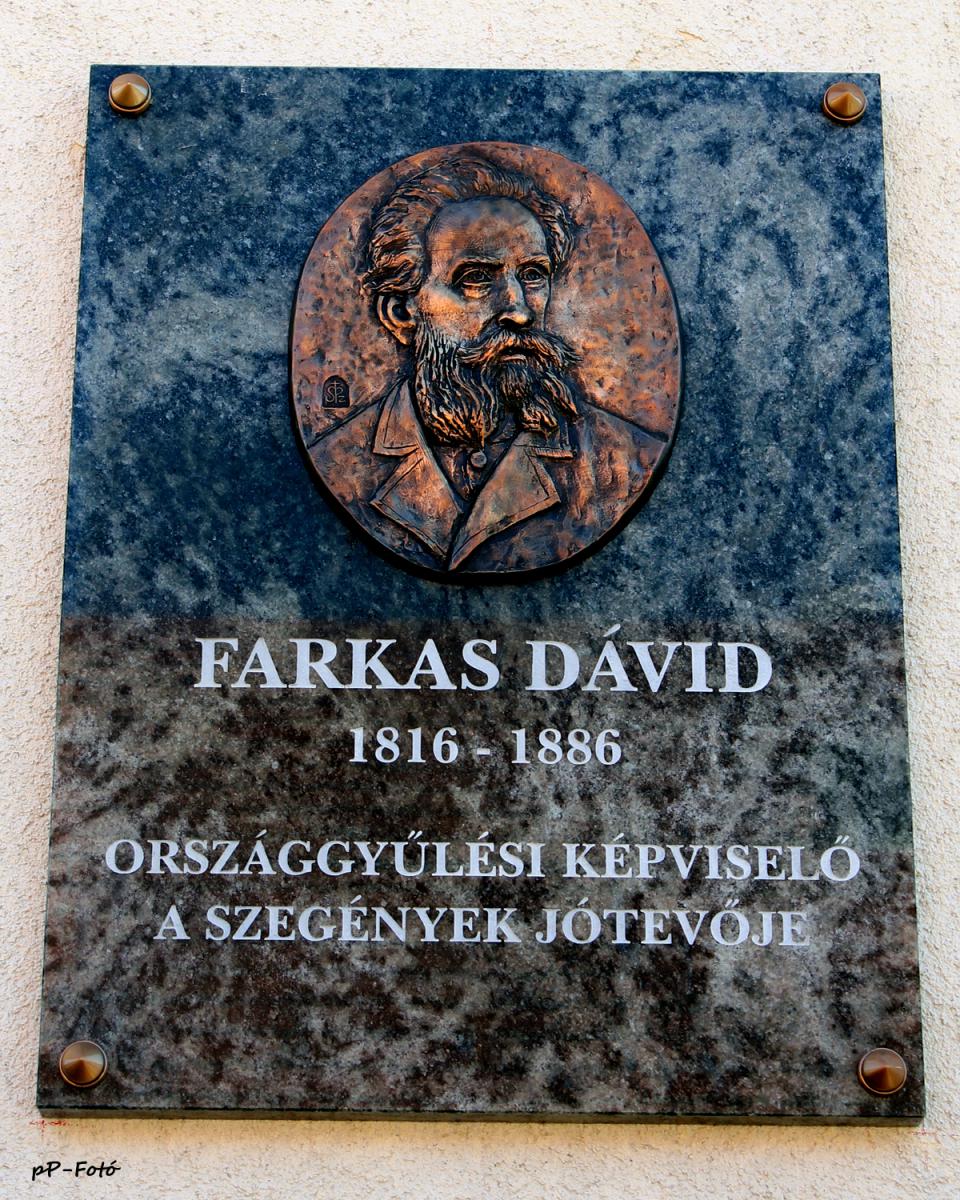 FARKAS DÁVID
1816 - 1886
ORSZÁGGYŰLÉSI KÉPVISELŐ
A SZEGÉNYEK JÓTEVŐJE
pP-Fotó